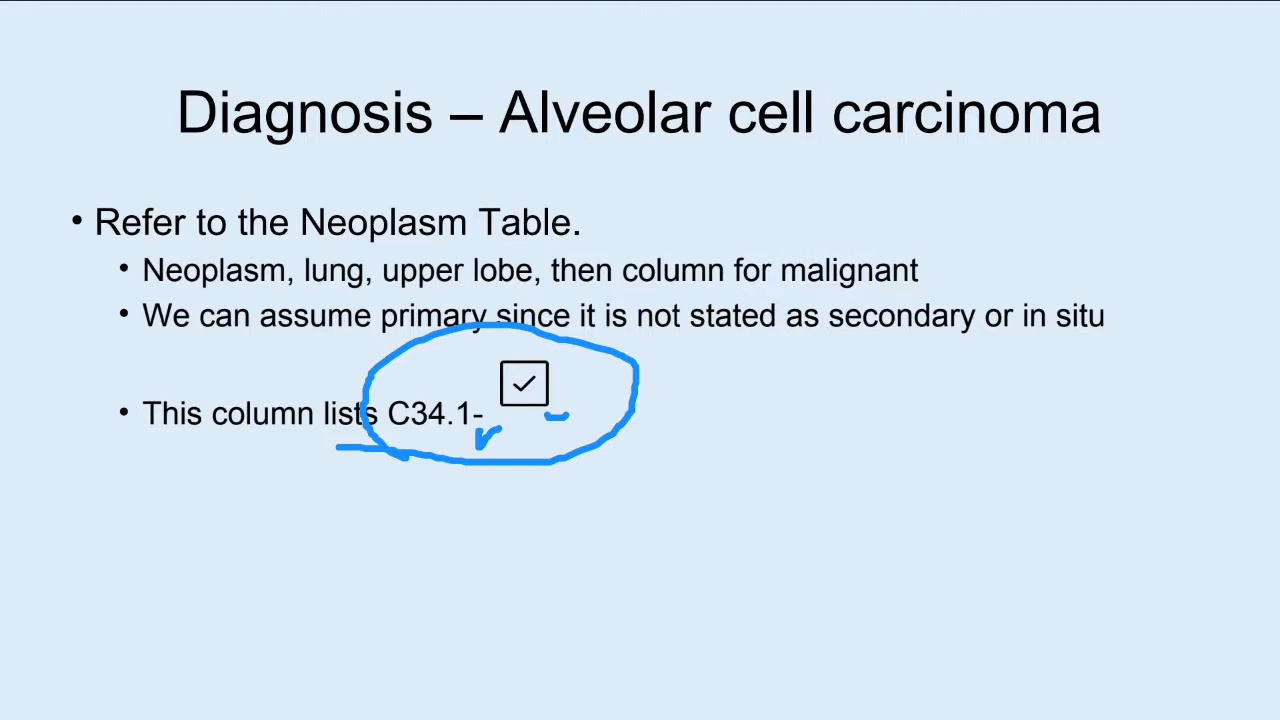 Diagnosis – Alveolar cell carcinoma
• Refer to the Neoplasm Table.
• Neoplasm, lung, upper lobe, then column for malignant
• We can assume primary since it is not stated as secondary or in situ
• This column lists C34.1-